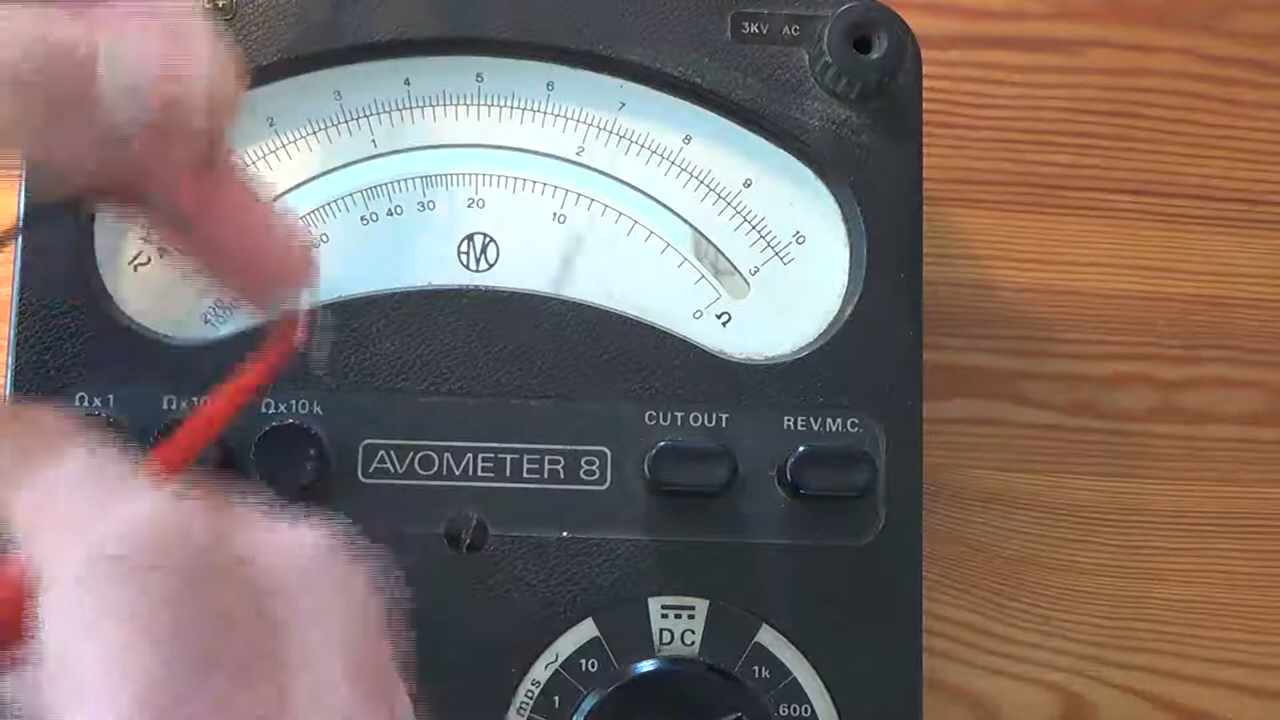 3KV AC
2 3 4 5 6 7 8 9 10
1 2 3
50 40 30 20 10 0 Ω
AVO
Ωx1 Ωx10k
CUT OUT REV.M.C.
AVOMETER 8
DC
10 1k
1 600